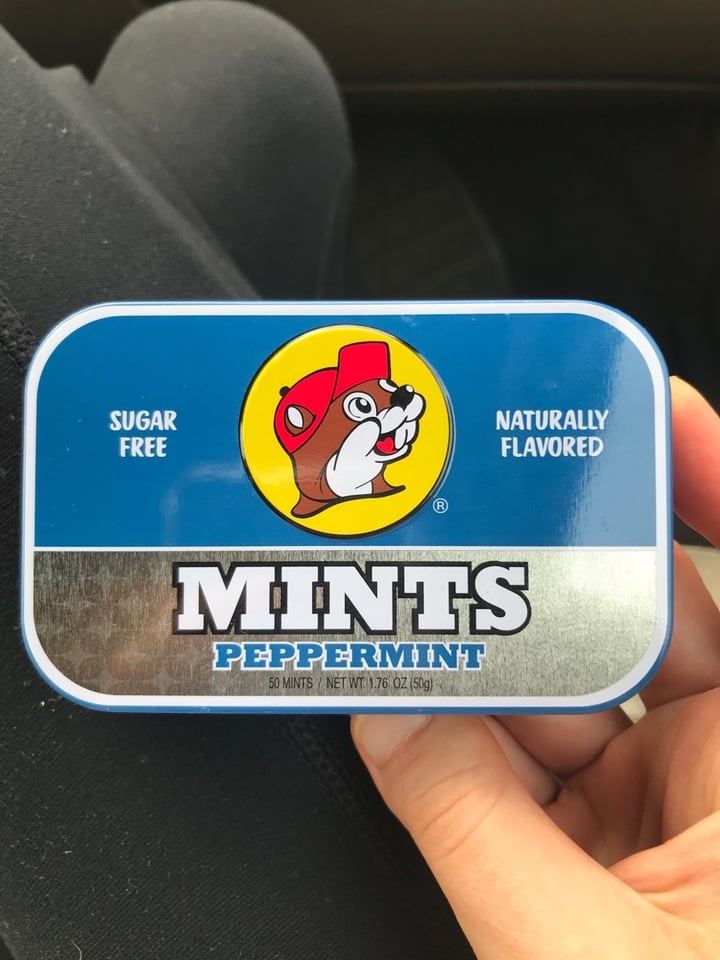 SUGAR
FREE
NATURALLY
FLAVORED
®
MINTS
PEPPERMINT
50 MINTS / NET WT. 1.76 OZ (50g)